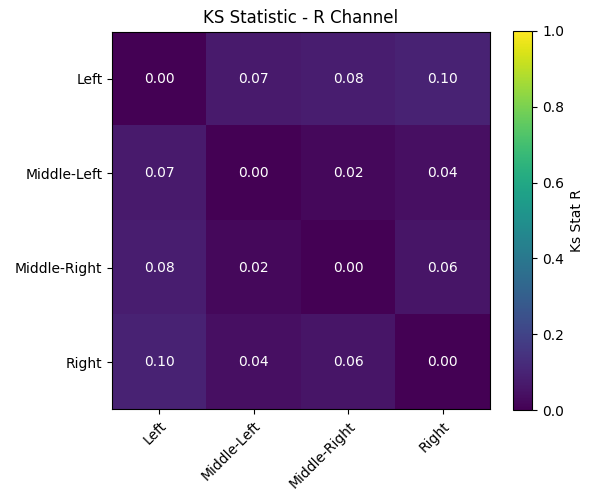 KS Statistic - R Channel
Left 0.00 0.07 0.08 0.10
Middle-Left 0.07 0.00 0.02 0.04
Middle-Right 0.08 0.02 0.00 0.06
Right 0.10 0.04 0.06 0.00
Left
Middle-Left
Middle-Right
Right
1.0
0.8
0.6
0.4
0.2
0.0
Ks Stat R